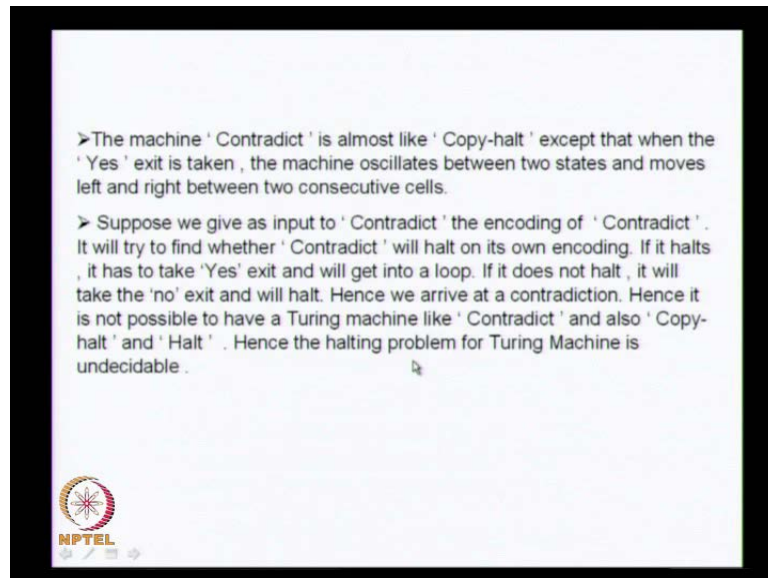 ➢The machine ‘ Contradict ’ is almost like ‘ Copy-halt ’ except that when the
‘ Yes ’ exit is taken , the machine oscillates between two states and moves
left and right between two consecutive cells.
➢ Suppose we give as input to ‘ Contradict ’ the encoding of ‘ Contradict ’ .
It will try to find whether ‘ Contradict ’ will halt on its own encoding. If it halts
, it has to take ‘Yes’ exit and will get into a loop. If it does not halt , it will
take the ‘no’ exit and will halt. Hence we arrive at a contradiction. Hence it
is not possible to have a Turing machine like ‘ Contradict ’ and also ‘ Copy-
halt ’ and ‘ Halt ’ . Hence the halting problem for Turing Machine is
undecidable .
NPTEL